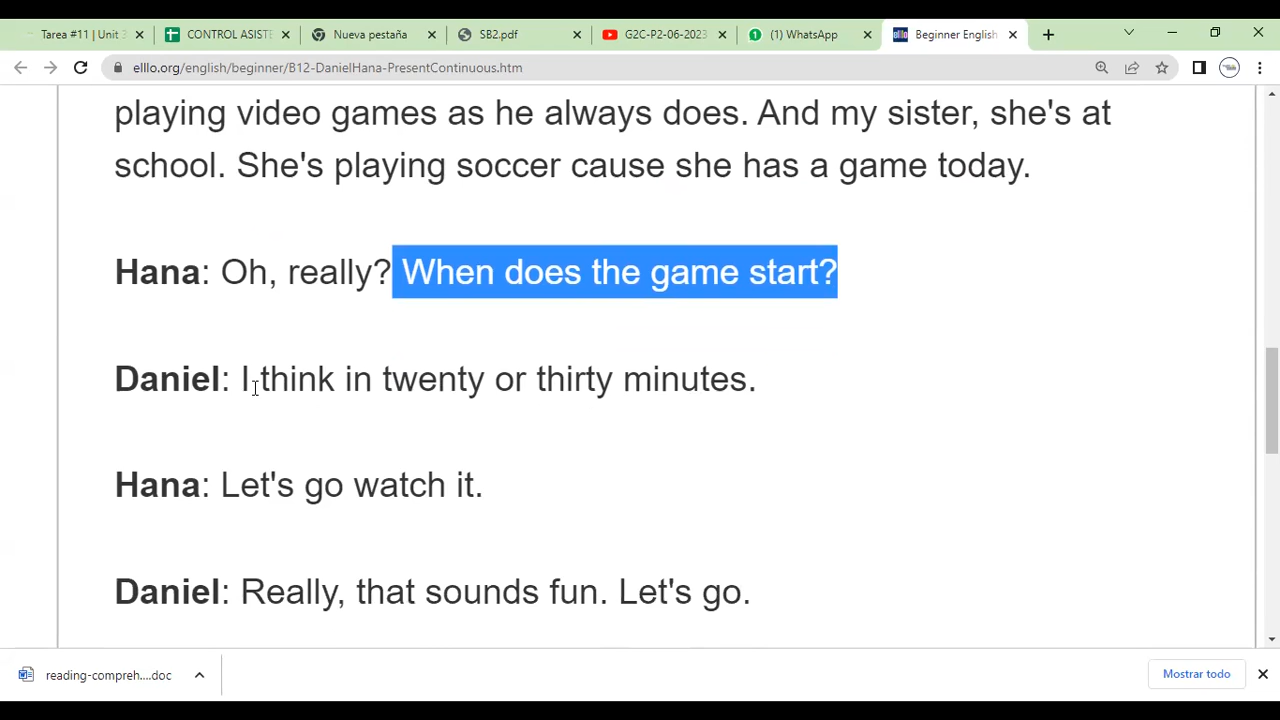 Tarea #11 | Unit
CONTROL ASISTE
Nueva pestaña
SB2.pdf
G2C-P2-06-2023
(1) WhatsApp
Beginner English
elllo.org/english/beginner/B12-DanielHana-PresentContinuous.htm
playing video games as he always does. And my sister, she's at
school. She's playing soccer cause she has a game today.
Hana: Oh, really? When does the game start?
Daniel: I think in twenty or thirty minutes.
Hana: Let's go watch it.
Daniel: Really, that sounds fun. Let's go.
reading-compreh....doc
Mostrar todo